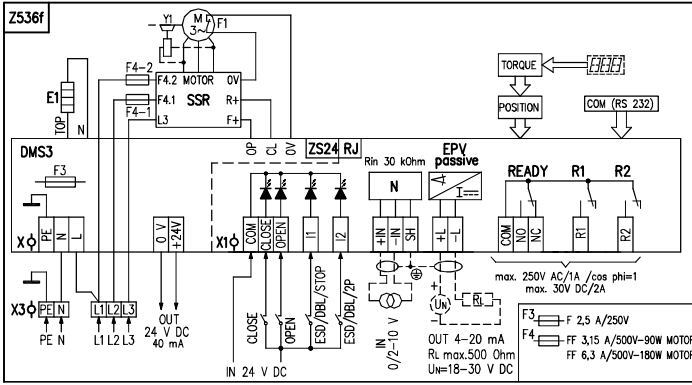 Z536f
Y1
M
3~
F1
F4-2
F4.2 MOTOR 0V
SSR
F4.1 R+
F4-1
L3 F+
E1
TOP
N
OP
CL
OV
TORQUE
POSITION
COM (RS 232)
DMS3
ZS24 RJ
Rin 30 kOhm
N
EPV
passive
READY R1 R2
F3
X
PE
N
L
0 V
+24V
X1
COM
CLOSE
OPEN
I1
I2
+IN
-IN
SH
+L
-L
COM
NO
NC
R1
R2
max. 250V AC/1A /cos phi=1
max. 30V DC/2A
X3 PE N
L1 L2 L3
PE N
L1 L2 L3
OUT
24 V DC
40 mA
CLOSE
OPEN
ESD/DBL/STOP
ESD/DBL/2P
IN 24 V DC
IN
0/2-10 V
+
UN
-
RL
OUT 4-20 mA
RL max.500 Ohm
UN=18-30 V DC
F3 F 2,5 A/250V
F4 FF 3,15 A/500V-90W MOTOR
FF 6,3 A/500V-180W MOTOR